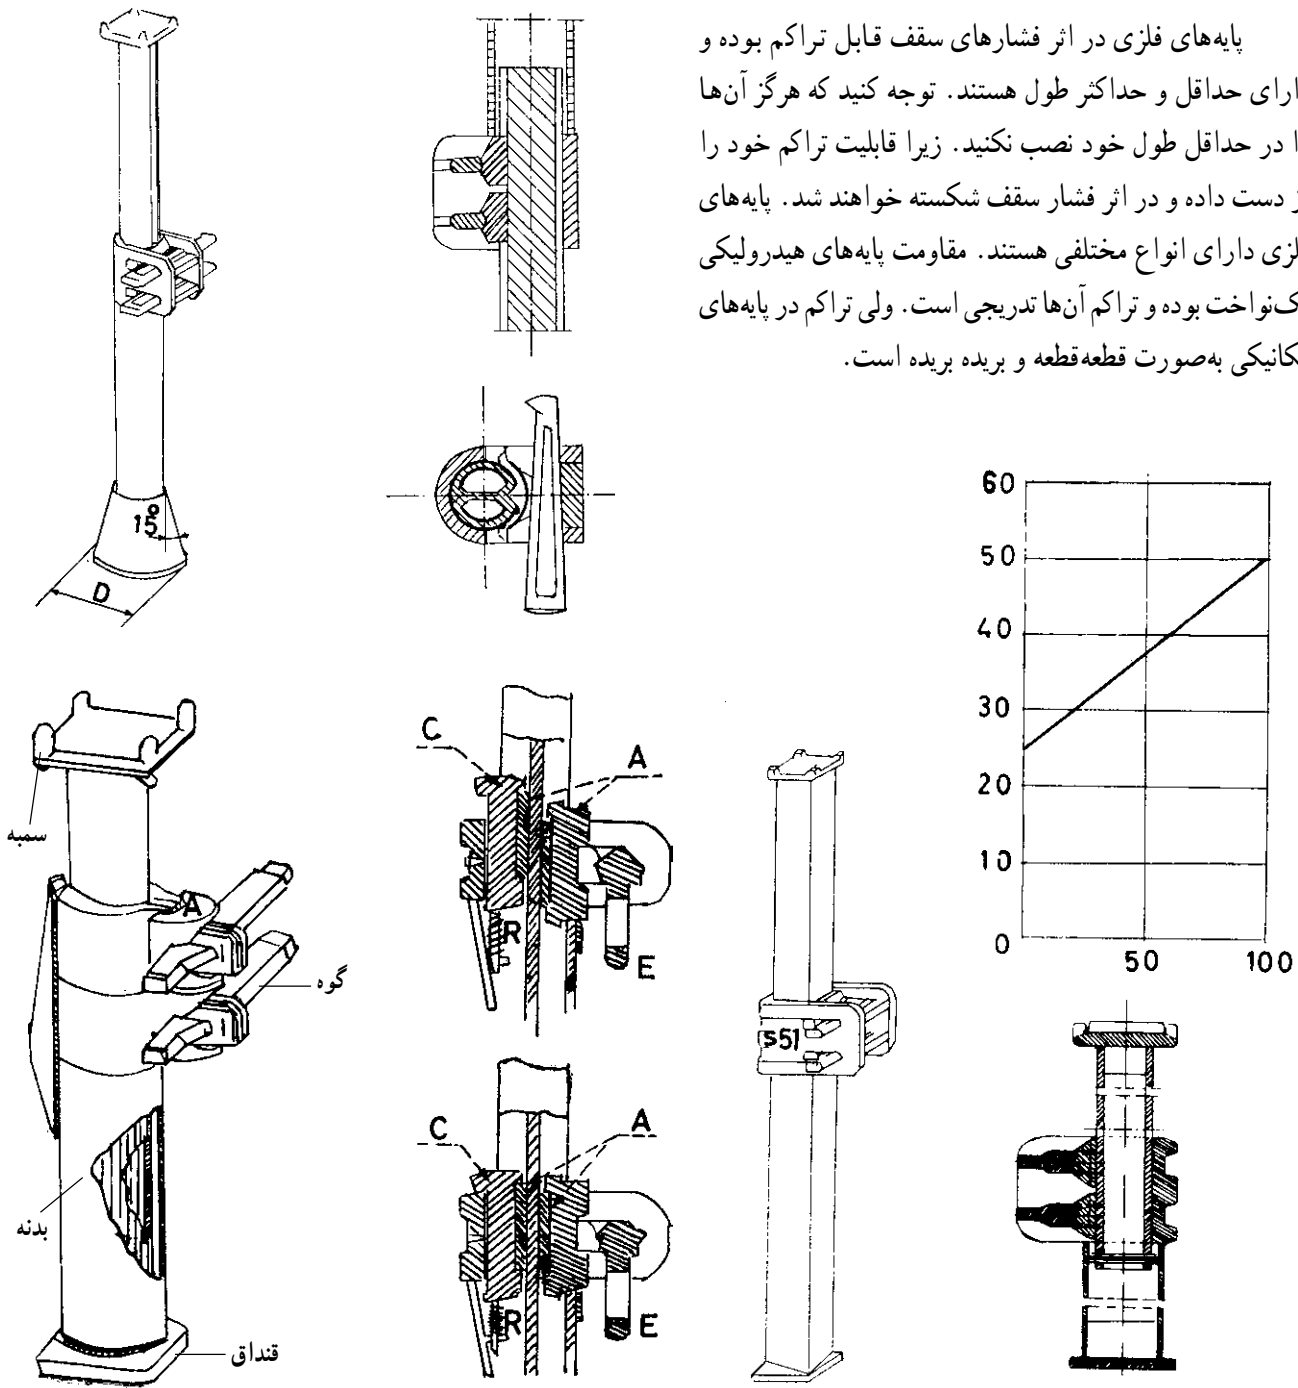 پایه‌های فلزی در اثر فشارهای سقف قابل تراکم بوده و
ارای حداقل و حداکثر طول هستند. توجه کنید که هرگز آن‌ها
ا در حداقل طول خود نصب نکنید. زیرا قابلیت تراکم خود را
ز دست داده و در اثر فشار سقف شکسته خواهند شد. پایه‌های
لزی دارای انواع مختلفی هستند. مقاومت پایه‌های هیدرولیکی
ک‌نواخت بوده و تراکم آن‌ها تدریجی است. ولی تراکم در پایه‌های
کانیکی به‌صورت قطعه‌قطعه و بریده بریده است.
15°
D
60
50
40
30
20
10
0
50
100
سمبه
A
گوه
بدنه
قنداق
C
A
R
E
C
A
R
E
S51